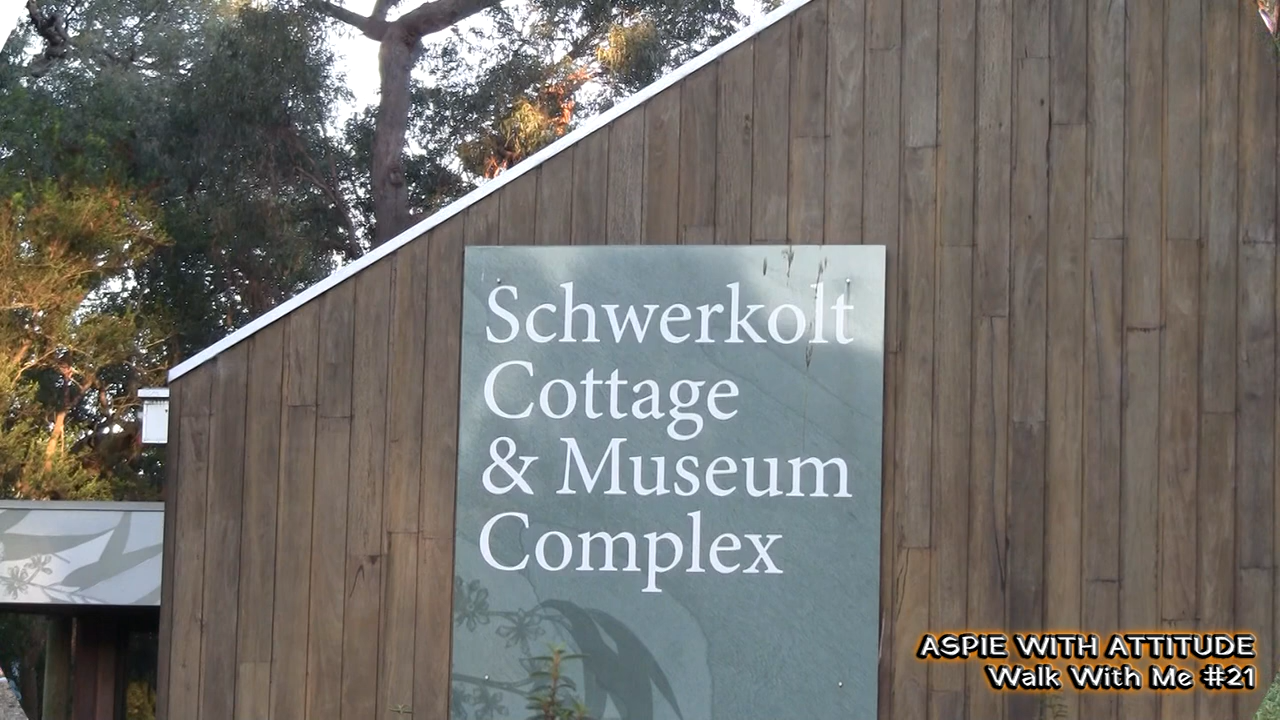 Schwerkolt
Cottage
& Museum
Complex
ASPIE WITH ATTITUDE
Walk With Me #21